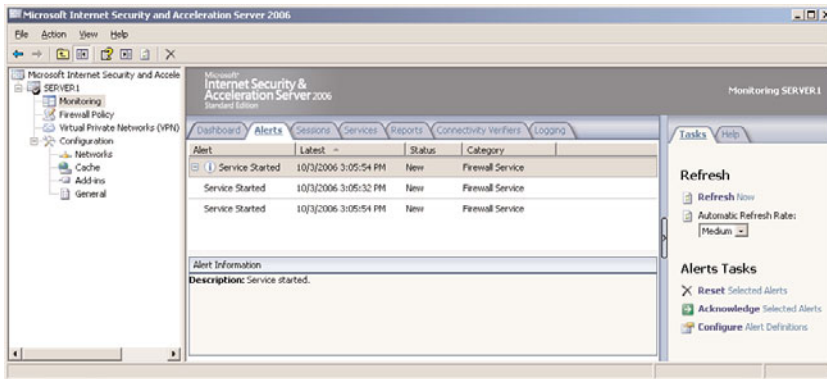 Microsoft Internet Security and Acceleration Server 2006
File Action View Help
Microsoft Internet Security and Accele
SERVER1
Monitoring
Firewall Policy
Virtual Private Networks (VPN)
Configuration
Networks
Cache
Add-ins
General
Microsoft
Internet Security &
Acceleration Server 2006
Standard Edition
Monitoring SERVER1
Dashboard Alerts Sessions Services Reports Connectivity Verifiers Logging
Alert Latest Status Category
Service Started 10/3/2006 3:05:54 PM New Firewall Service
Service Started 10/3/2006 3:05:32 PM New Firewall Service
Service Started 10/3/2006 3:05:54 PM New Firewall Service
Alert Information
Description: Service started.
Tasks Help
Refresh
Refresh Now
Automatic Refresh Rate:
Medium
Alerts Tasks
Reset Selected Alerts
Acknowledge Selected Alerts
Configure Alert Definitions